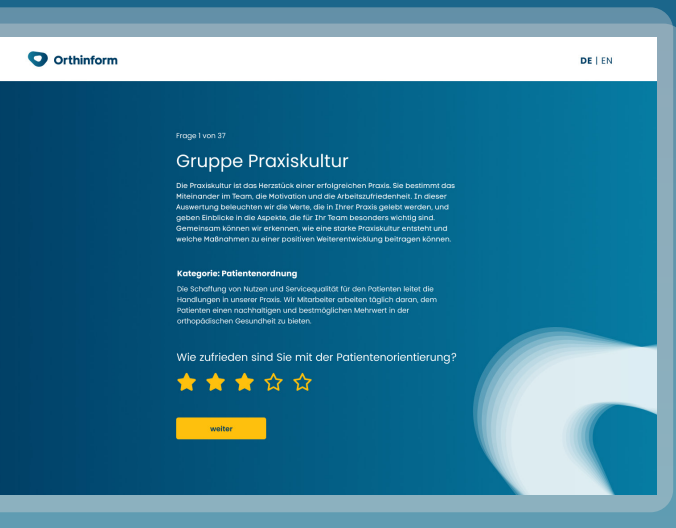 Orthinform
DE | EN
Frage 1 von 37
Gruppe Praxiskultur
Die Praxiskultur ist das Herzstück einer erfolgreichen Praxis. Sie bestimmt das
Miteinander im Team, die Motivation und die Arbeitszufriedenheit. In dieser
Auswertung beleuchten wir die Werte, die in Ihrer Praxis gelebt werden, und
geben Einblicke in die Aspekte, die für Ihr Team besonders wichtig sind.
Gemeinsam können wir erkennen, wie eine starke Praxiskultur entsteht und
welche Maßnahmen zu einer positiven Weiterentwicklung beitragen können.
Kategorie: Patientenordnung
Die Schaffung von Nutzen und Servicequalität für den Patienten leitet die
Handlungen in unserer Praxis. Wir Mitarbeiter arbeiten täglich daran, dem
Patienten einen nachhaltigen und bestmöglichen Mehrwert in der
orthopädischen Gesundheit zu bieten.
Wie zufrieden sind Sie mit der Patientenorientierung?
weiter